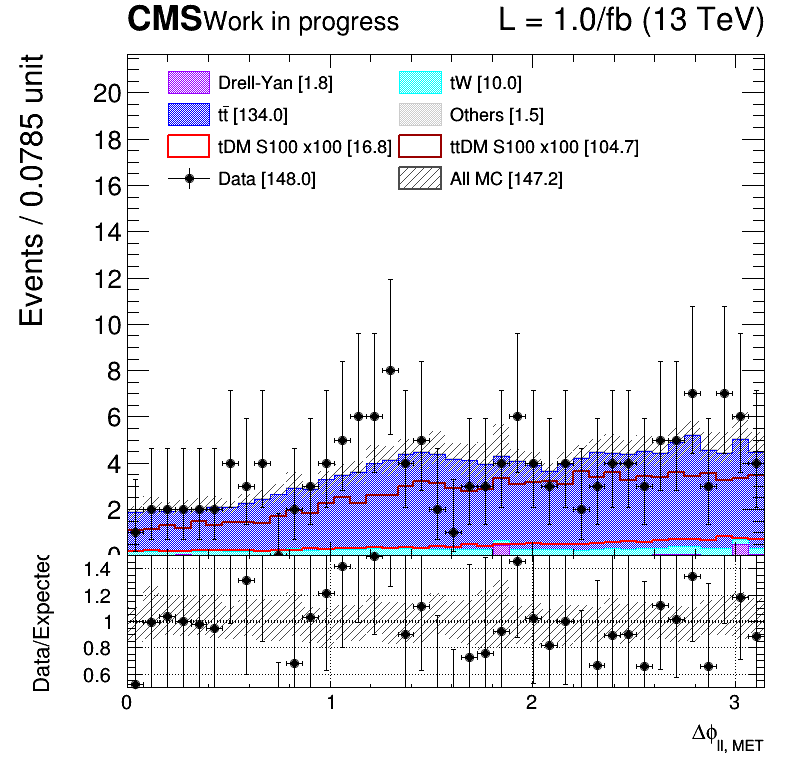 CMS Work in progress L = 1.0/fb (13 TeV)
Events / 0.0785 unit
20
18
16
14
12
10
8
6
4
2
0
Drell-Yan [1.8] tW [10.0]
tt̄ [134.0] Others [1.5]
tDM S100 x100 [16.8] ttDM S100 x100 [104.7]
Data [148.0] All MC [147.2]
Data/Expected
1.4
1.2
1
0.8
0.6
0 1 2 3
Δϕll, MET